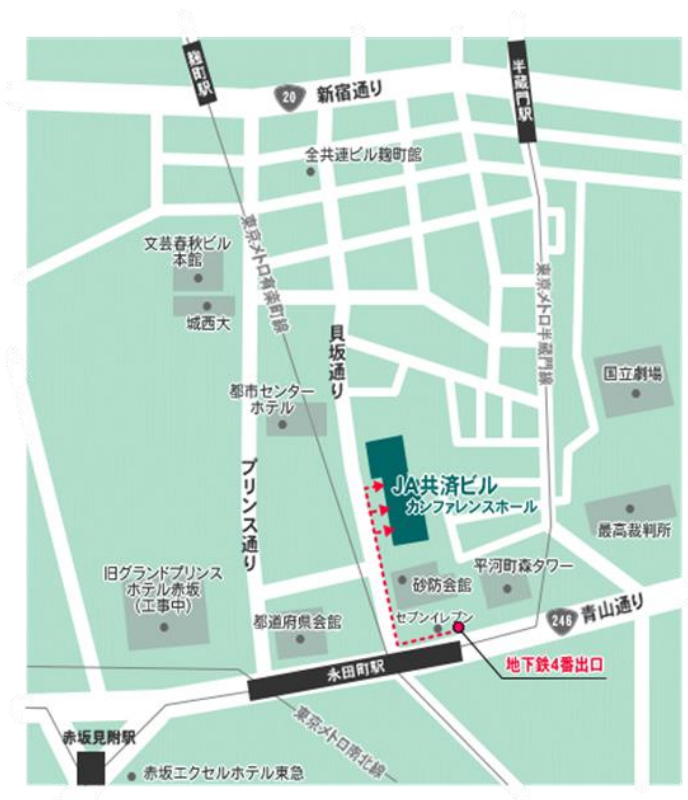 麹町駅
半蔵門駅
20
新宿通り
全共連ビル麹町館
文芸春秋ビル
本館
城西大
東京メトロ有楽町線
東京メトロ半蔵門線
貝坂通り
国立劇場
都市センター
ホテル
プリンス通り
JA共済ビル
カンファレンスホール
最高裁判所
旧グランドプリンス
ホテル赤坂
(工事中)
砂防会館
平河町森タワー
都道府県会館
セブンイレブン
246
青山通り
永田町駅
地下鉄4番出口
東京メトロ南北線
赤坂見附駅
赤坂エクセルホテル東急